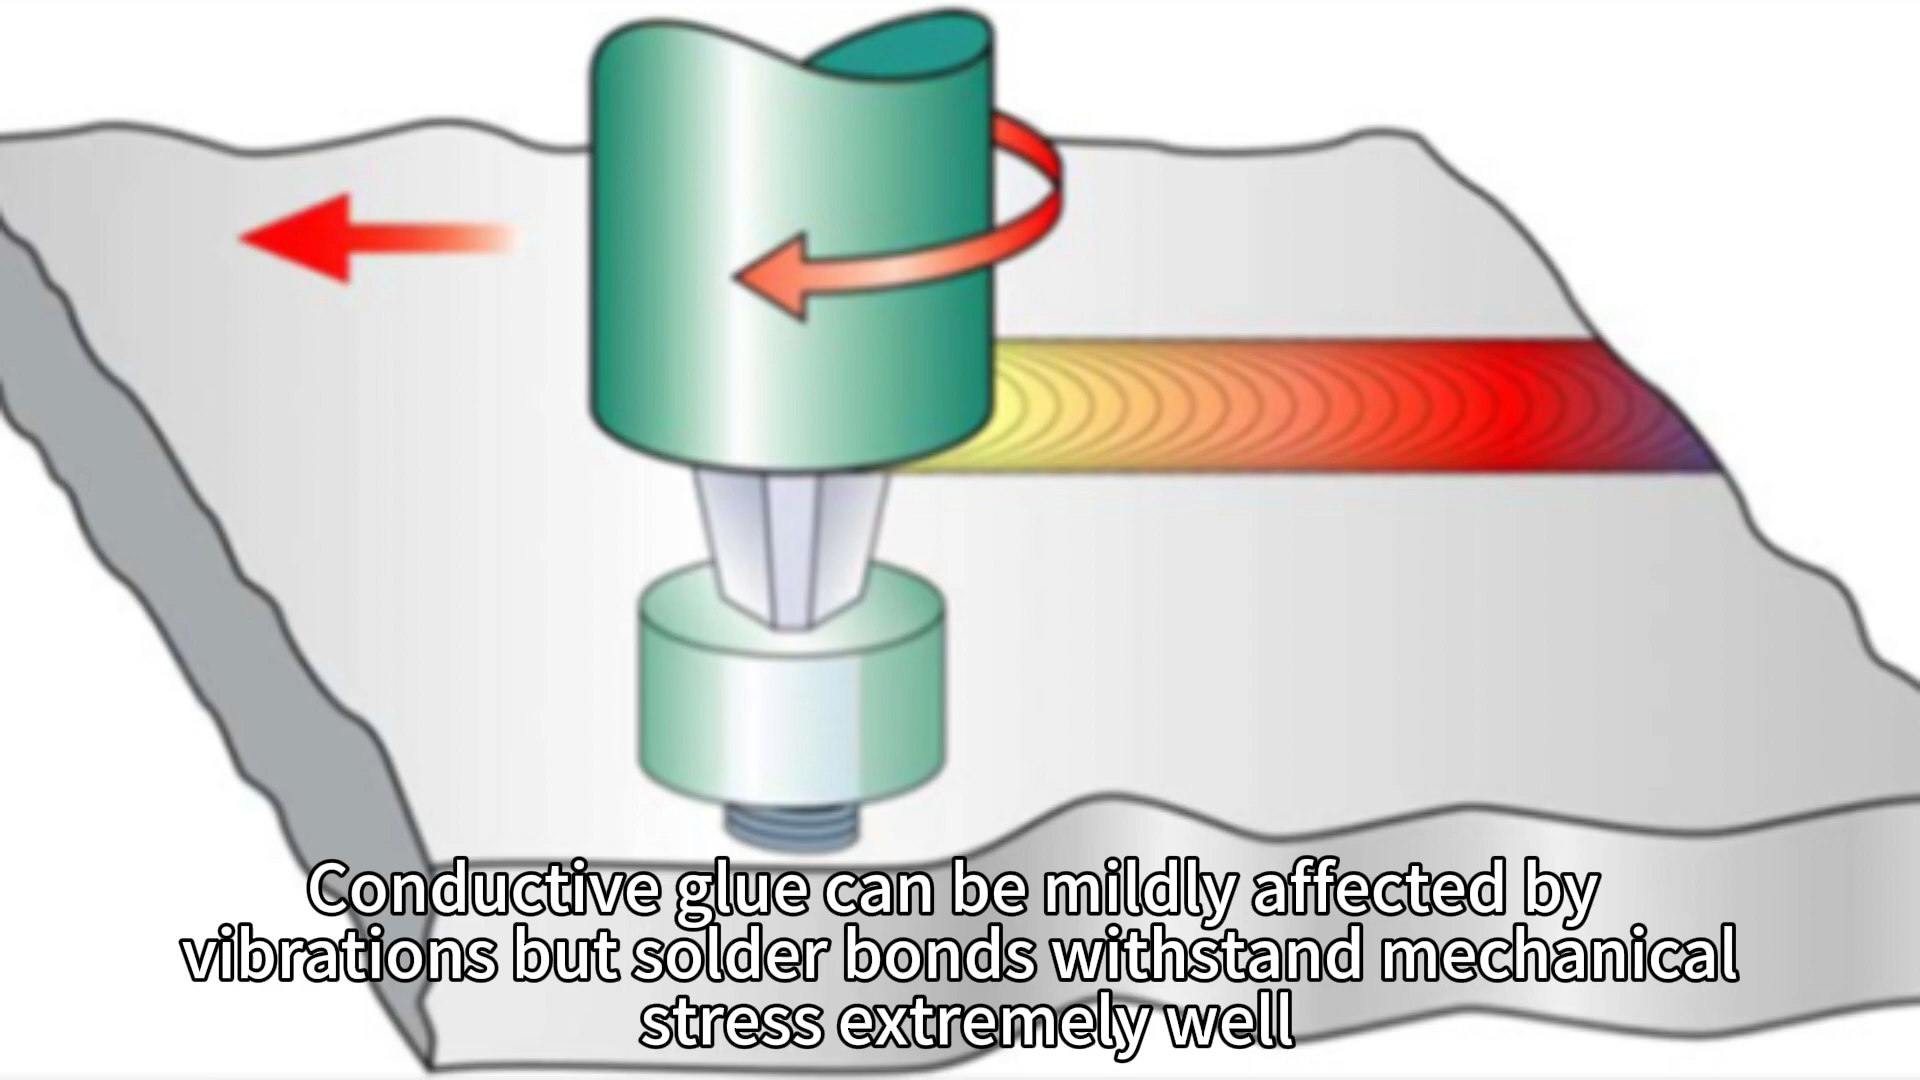 Conductive glue can be mildly affected by
vibrations but solder bonds withstand mechanical
stress extremely well